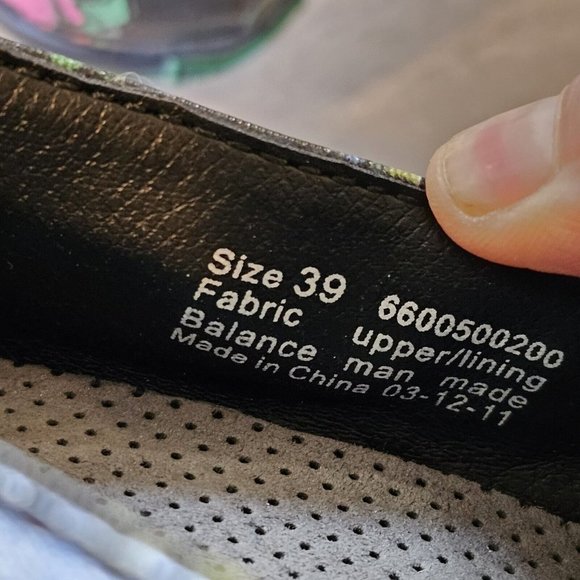 Size 39 6600500200
Fabric upper/lining
Balance man made
Made in China 03-12-11